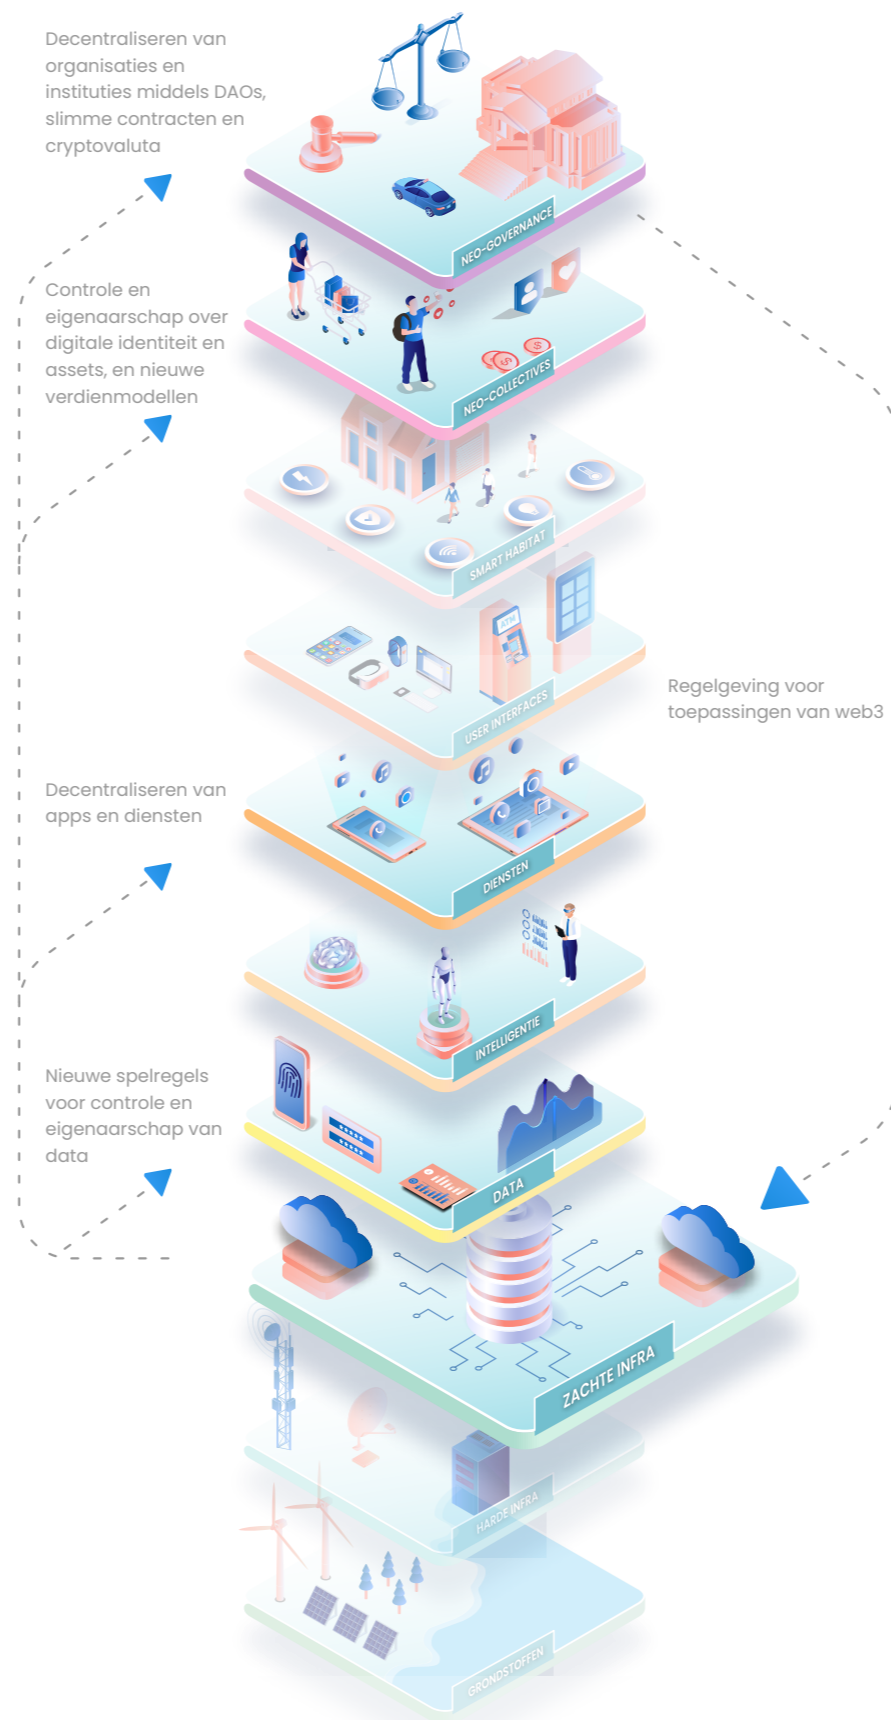 Decentraliseren van
organisaties en
instituties middels DAOs,
slimme contracten en
cryptovaluta
NEO-GOVERNANCE
Controle en
eigenaarschap over
digitale identiteit en
assets, en nieuwe
verdienmodellen
$
$
NEO-COLLECTIVES
SMART HABITAT
ATM
USER INTERFACES
Regelgeving voor
toepassingen van web3
Decentraliseren van
apps en diensten
DIENSTEN
INTELLIGENTIE
Nieuwe spelregels
voor controle en
eigenaarschap van
data
DATA
ZACHTE INFRA
HARDE INFRA
GRONDSTOFFEN